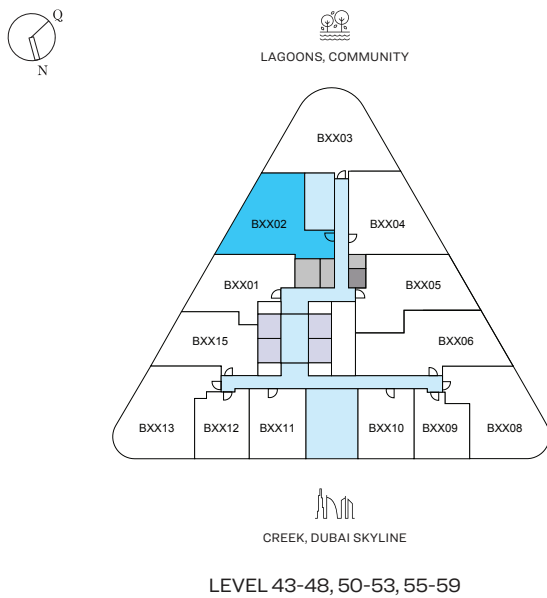 Q
N
LAGOONS, COMMUNITY
BXX03
BXX02
BXX04
BXX01
BXX05
BXX15
BXX06
BXX13
BXX12
BXX11
BXX10
BXX09
BXX08
CREEK, DUBAI SKYLINE
LEVEL 43-48, 50-53, 55-59